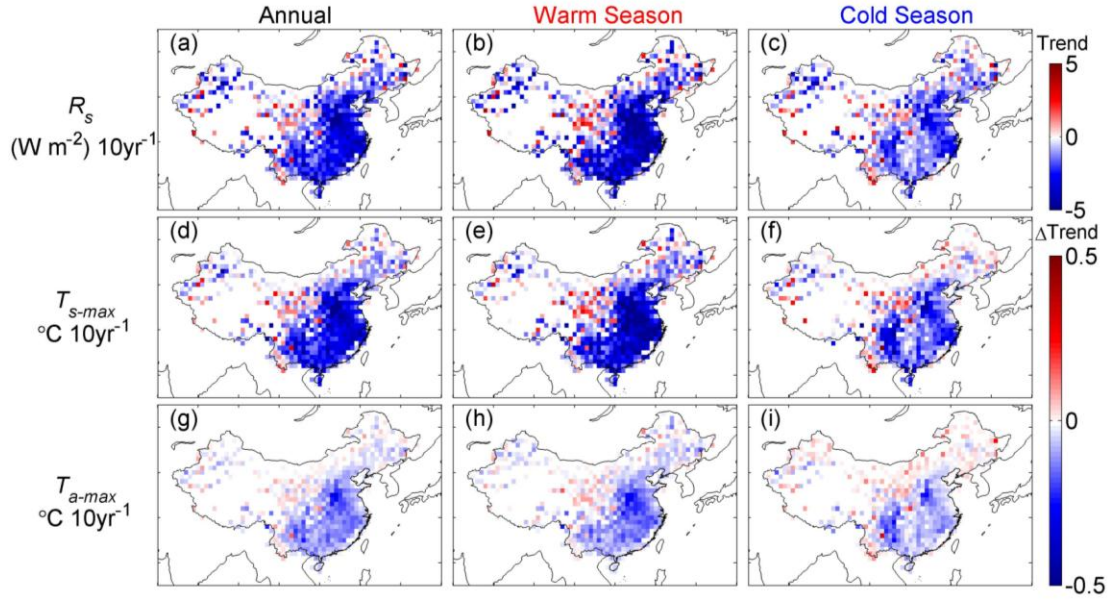 Annual Warm Season Cold Season
(a) (b) (c) Trend
5
Rs
(W m-2) 10yr-1
0
-5
(d) (e) (f) ΔTrend
0.5
Ts-max
°C 10yr-1
(g) (h) (i) 0
Ta-max
°C 10yr-1
-0.5